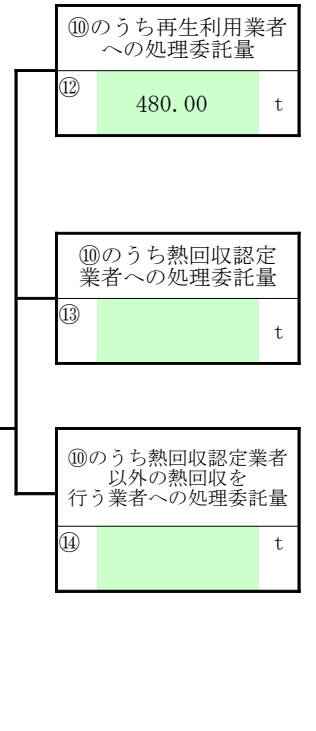 ⑩のうち再生利用業者
への処理委託量
⑫ 480.00 t
⑩のうち熱回収認定
業者への処理委託量
⑬ t
⑩のうち熱回収認定業者
以外の熱回収を
行う業者への処理委託量
⑭ t